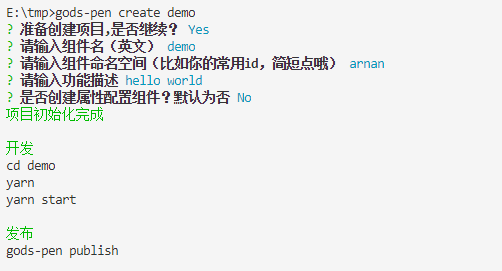 E:\tmp>gods-pen create demo
? 准备创建项目,是否继续? Yes
? 请输入组件名（英文） demo
? 请输入组件命名空间（比如你的常用id，简短点哦） arnan
? 请输入功能描述 hello world
? 是否创建属性配置组件？默认为否 No
项目初始化完成
开发
cd demo
yarn
yarn start
发布
gods-pen publish